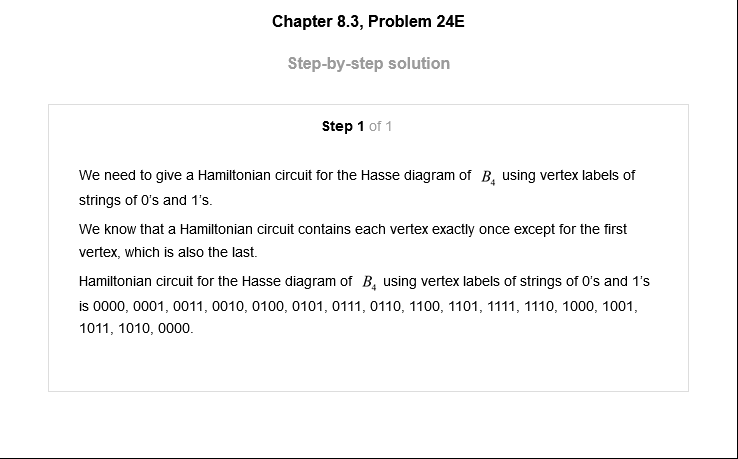 Chapter 8.3, Problem 24E
Step-by-step solution
Step 1 of 1
We need to give a Hamiltonian circuit for the Hasse diagram of B₄ using vertex labels of
strings of 0's and 1's.
We know that a Hamiltonian circuit contains each vertex exactly once except for the first
vertex, which is also the last.
Hamiltonian circuit for the Hasse diagram of B₄ using vertex labels of strings of 0's and 1's
is 0000, 0001, 0011, 0010, 0100, 0101, 0111, 0110, 1100, 1101, 1111, 1110, 1000, 1001,
1011, 1010, 0000.